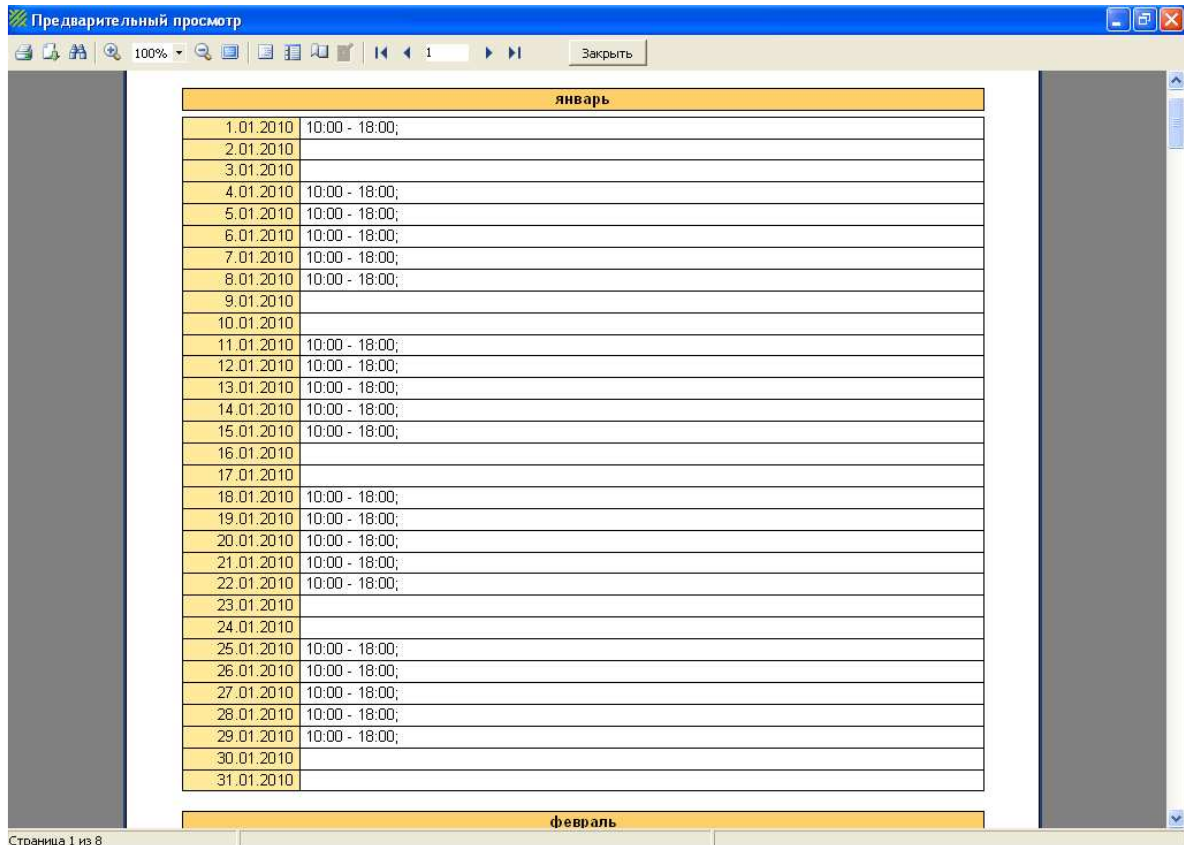 Предварительный просмотр
100% 1 Закрыть
январь
1.01.2010 10:00 - 18:00;
2.01.2010
3.01.2010
4.01.2010 10:00 - 18:00;
5.01.2010 10:00 - 18:00;
6.01.2010 10:00 - 18:00;
7.01.2010 10:00 - 18:00;
8.01.2010 10:00 - 18:00;
9.01.2010
10.01.2010
11.01.2010 10:00 - 18:00;
12.01.2010 10:00 - 18:00;
13.01.2010 10:00 - 18:00;
14.01.2010 10:00 - 18:00;
15.01.2010 10:00 - 18:00;
16.01.2010
17.01.2010
18.01.2010 10:00 - 18:00;
19.01.2010 10:00 - 18:00;
20.01.2010 10:00 - 18:00;
21.01.2010 10:00 - 18:00;
22.01.2010 10:00 - 18:00;
23.01.2010
24.01.2010
25.01.2010 10:00 - 18:00;
26.01.2010 10:00 - 18:00;
27.01.2010 10:00 - 18:00;
28.01.2010 10:00 - 18:00;
29.01.2010 10:00 - 18:00;
30.01.2010
31.01.2010
февраль
Страница 1 из 8